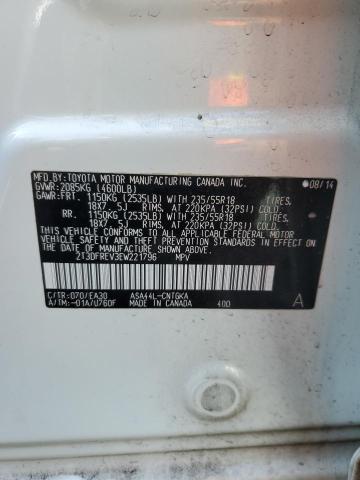 MFD.BY:TOYOTA MOTOR MANUFACTURING CANADA INC. 08/14
GVWR:2085KG (4600LB)
GAWR:FRT. 1150KG (2535LB) WITH 235/55R18 TIRES,
18X7.5J RIMS, AT 220KPA (32PSI) COLD.
RR. 1150KG (2535LB) WITH 235/55R18 TIRES,
18X7.5J RIMS, AT 220KPA (32PSI) COLD.
THIS VEHICLE CONFORMS TO ALL APPLICABLE FEDERAL MOTOR
VEHICLE SAFETY STANDARDS IN EFFECT ON THE DATE OF
MANUFACTURE SHOWN ABOVE.
2T3DFREV3EW221796 MPV
C/TR:070/EA30 ASA44L-CNTGKA A
A/TM:-01A/U760F MADE IN CANADA 400